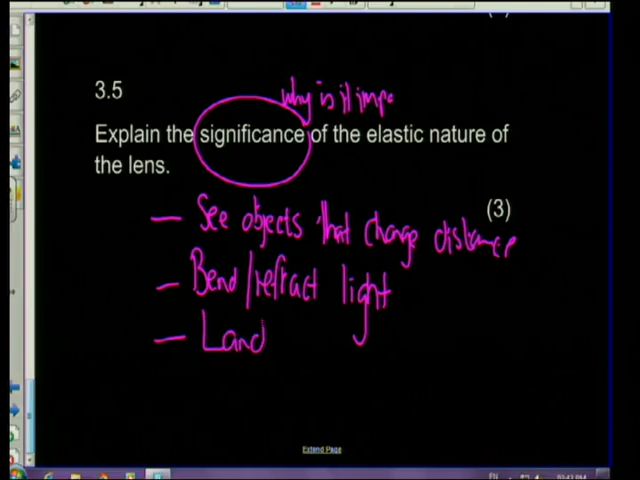 3.5
why is it impo
Explain the significance of the elastic nature of
the lens.
(3)
— See objects that change distance
— Bend/refract light
— Land
Extend Page